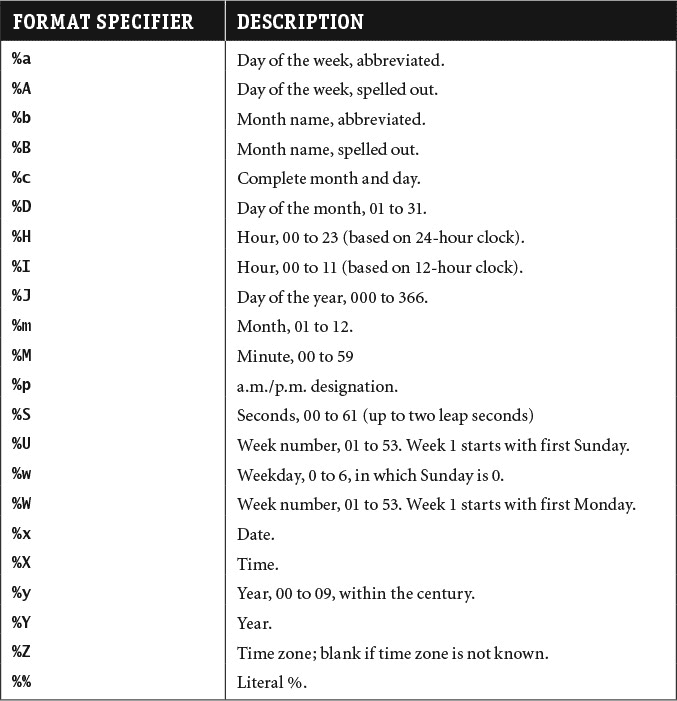 FORMAT SPECIFIER DESCRIPTION
%a Day of the week, abbreviated.
%A Day of the week, spelled out.
%b Month name, abbreviated.
%B Month name, spelled out.
%c Complete month and day.
%D Day of the month, 01 to 31.
%H Hour, 00 to 23 (based on 24-hour clock).
%I Hour, 00 to 11 (based on 12-hour clock).
%J Day of the year, 000 to 366.
%m Month, 01 to 12.
%M Minute, 00 to 59
%p a.m./p.m. designation.
%S Seconds, 00 to 61 (up to two leap seconds)
%U Week number, 01 to 53. Week 1 starts with first Sunday.
%w Weekday, 0 to 6, in which Sunday is 0.
%W Week number, 01 to 53. Week 1 starts with first Monday.
%x Date.
%X Time.
%y Year, 00 to 09, within the century.
%Y Year.
%Z Time zone; blank if time zone is not known.
%% Literal %.